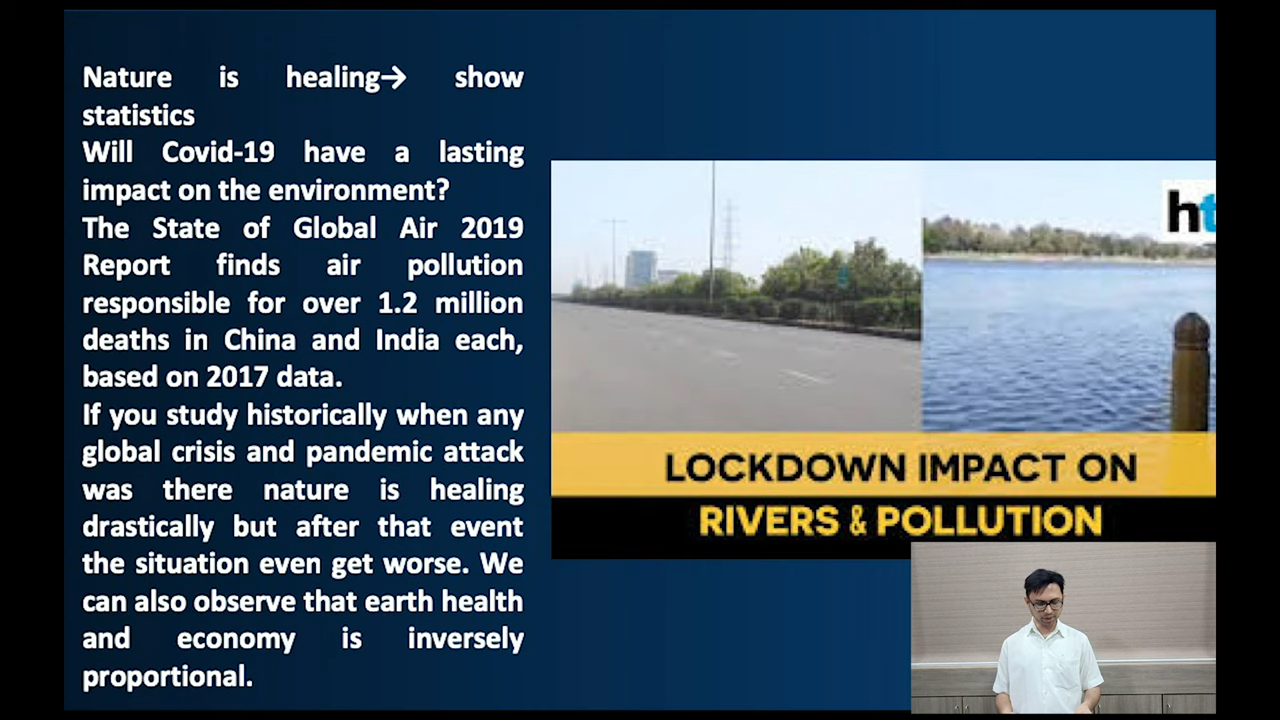 Nature is healing→ show
statistics
Will Covid-19 have a lasting
impact on the environment?
The State of Global Air 2019
Report finds air pollution
responsible for over 1.2 million
deaths in China and India each,
based on 2017 data.
If you study historically when any
global crisis and pandemic attack
was there nature is healing
drastically but after that event
the situation even get worse. We
can also observe that earth health
and economy is inversely
proportional.
ht
LOCKDOWN IMPACT ON
RIVERS & POLLUTION